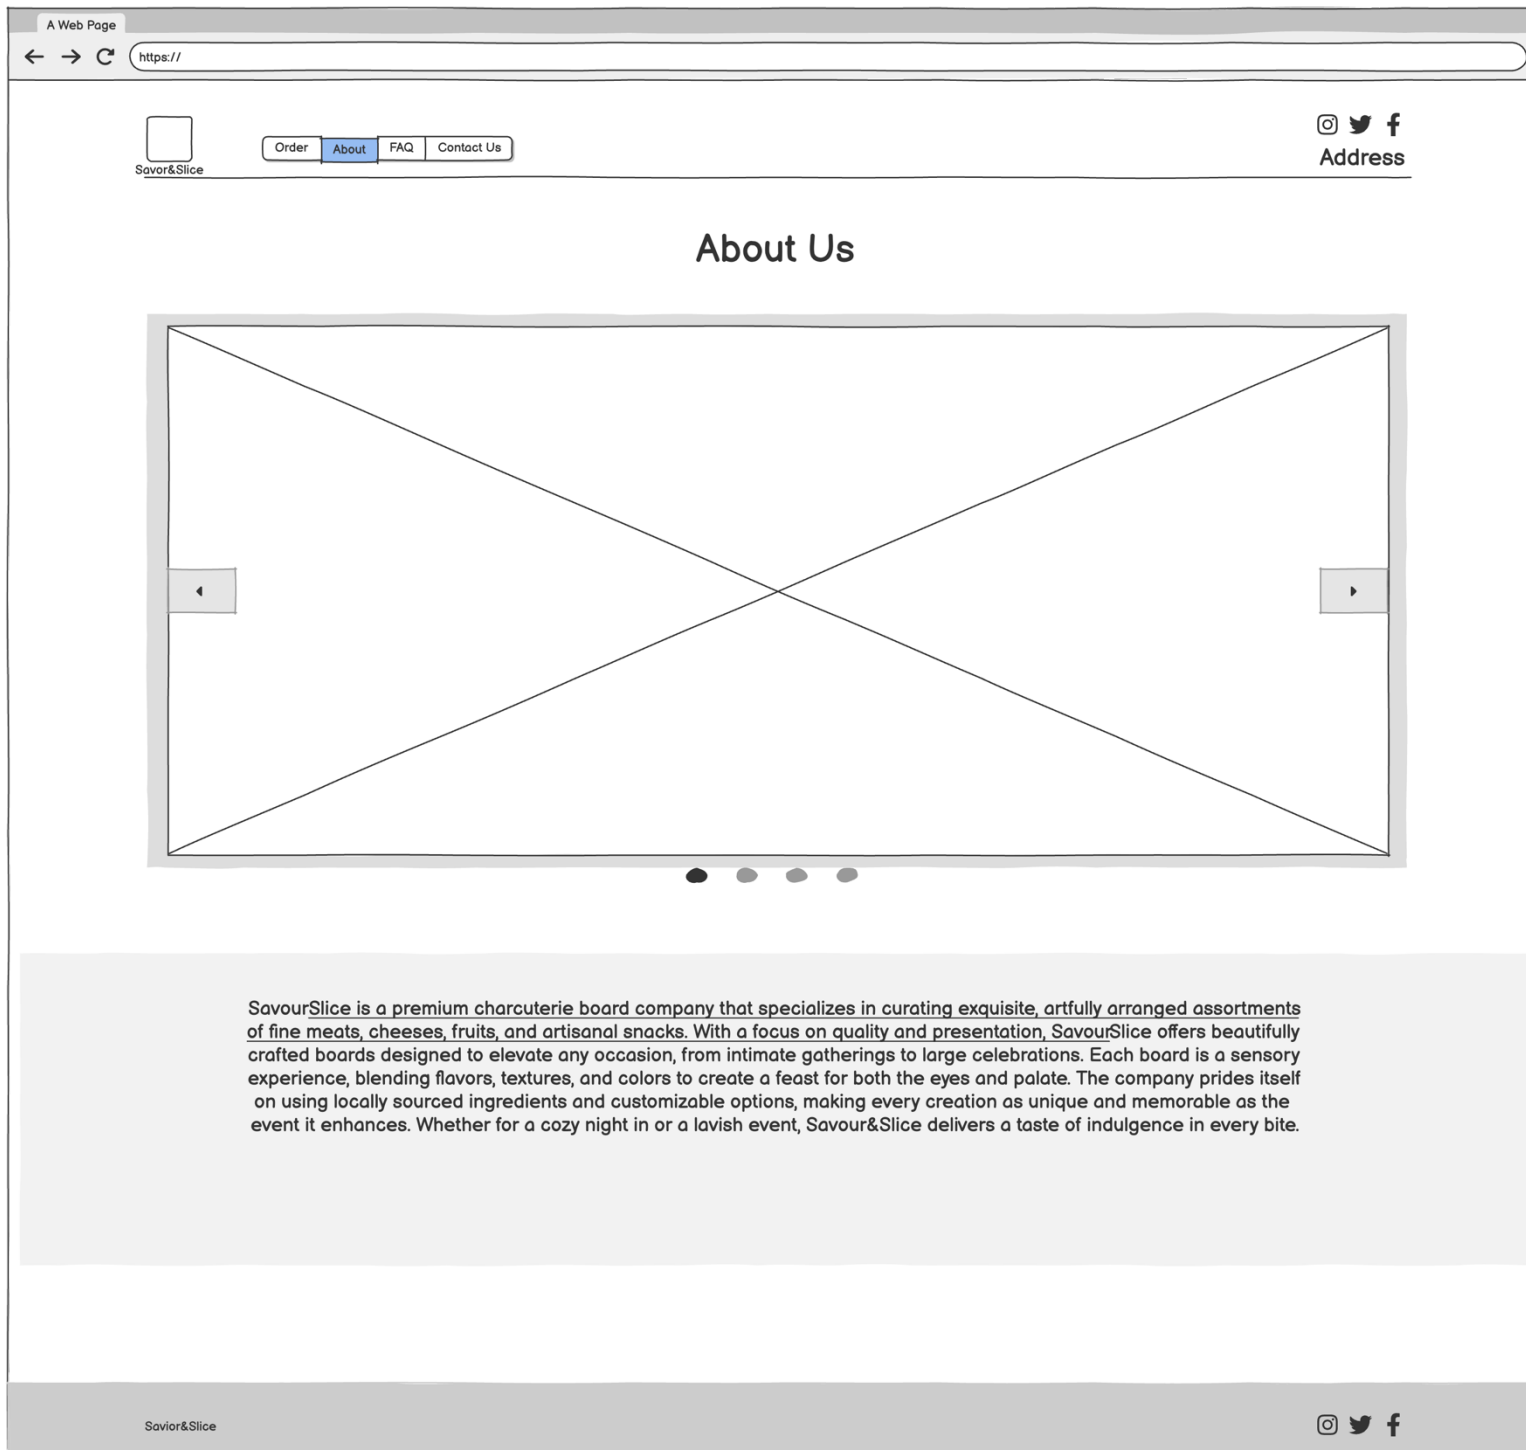 A Web Page
https://
Order About FAQ Contact Us
Savor&Slice
Address
About Us
SavourSlice is a premium charcuterie board company that specializes in curating exquisite, artfully arranged assortments
of fine meats, cheeses, fruits, and artisanal snacks. With a focus on quality and presentation, SavourSlice offers beautifully
crafted boards designed to elevate any occasion, from intimate gatherings to large celebrations. Each board is a sensory
experience, blending flavors, textures, and colors to create a feast for both the eyes and palate. The company prides itself
on using locally sourced ingredients and customizable options, making every creation as unique and memorable as the
event it enhances. Whether for a cozy night in or a lavish event, Savour&Slice delivers a taste of indulgence in every bite.
Savior&Slice